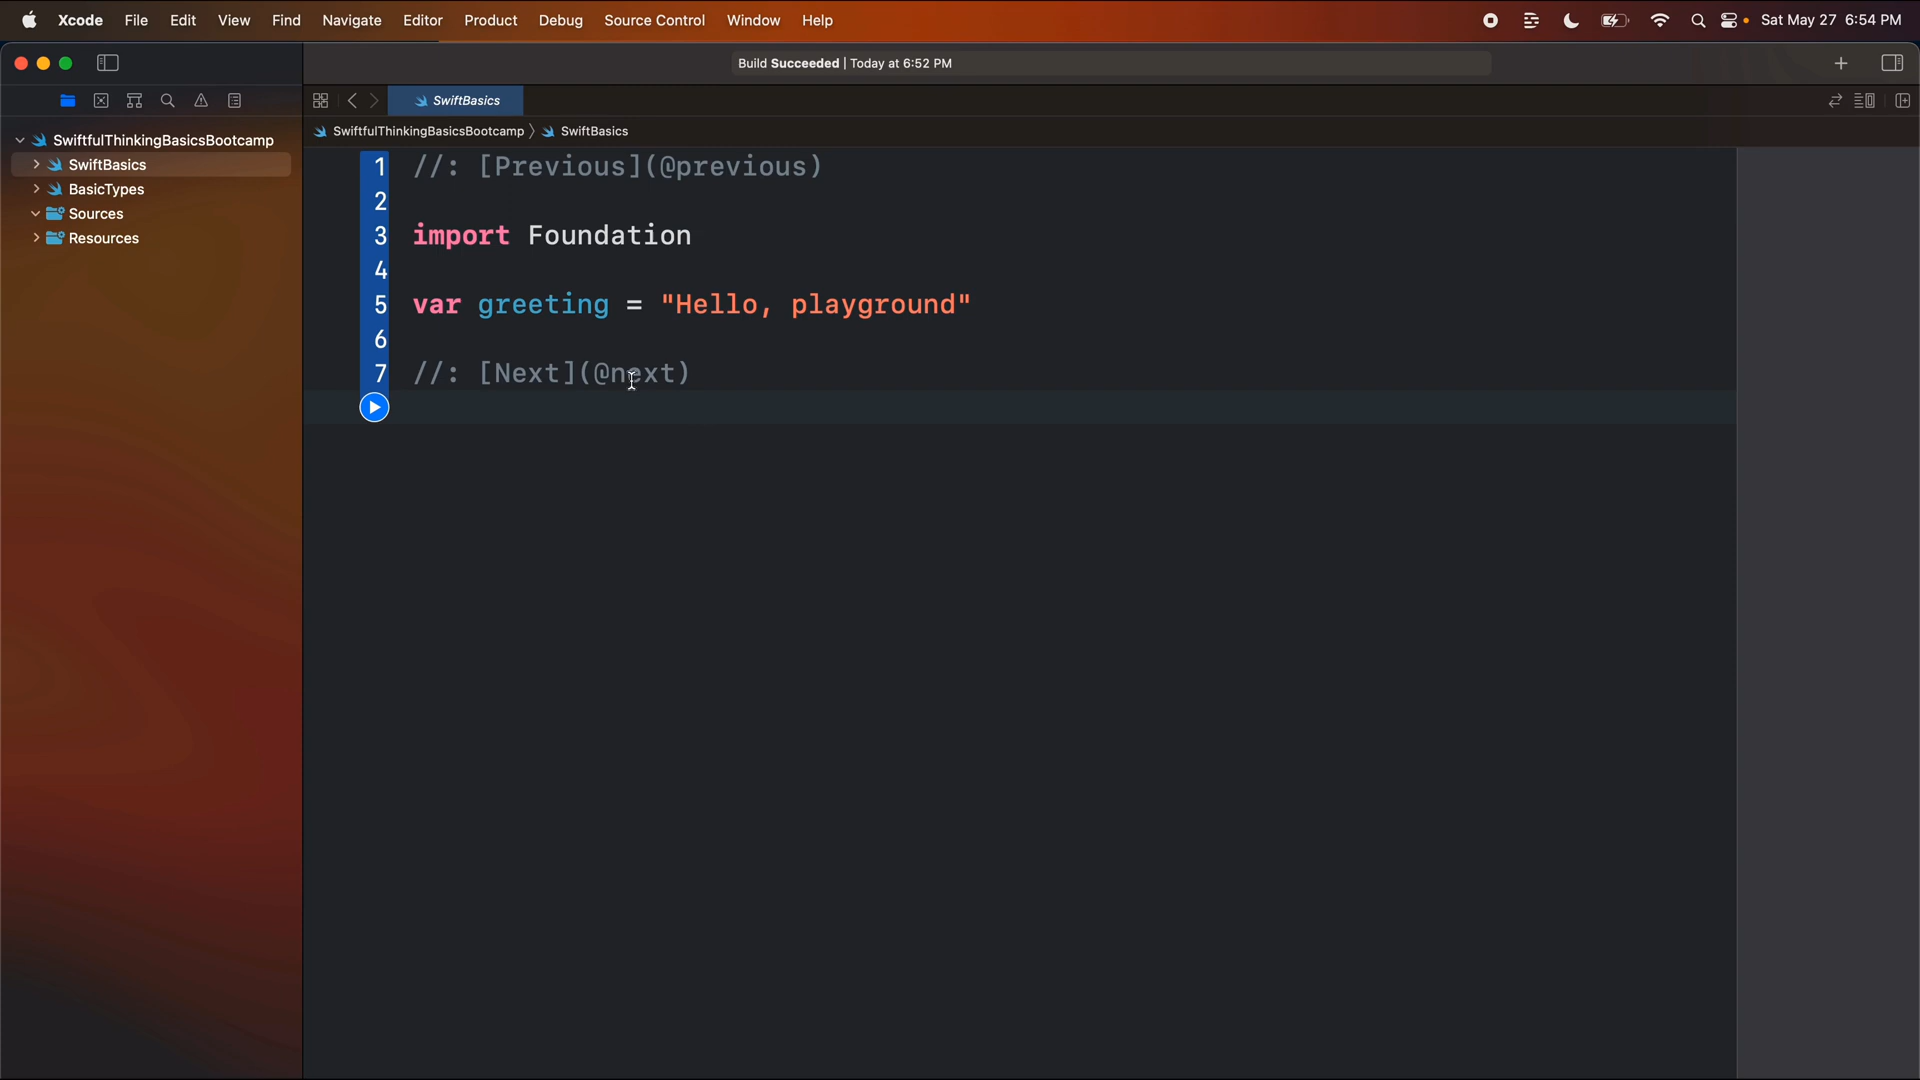 Xcode File Edit View Find Navigate Editor Product Debug Source Control Window Help Sat May 27 6:54 PM
Build Succeeded | Today at 6:52 PM
SwiftBasics
SwiftfulThinkingBasicsBootcamp
SwiftBasics
BasicTypes
Sources
Resources
SwiftfulThinkingBasicsBootcamp 〉 SwiftBasics
1 //: [Previous](@previous)
2
3 import Foundation
4
5 var greeting = "Hello, playground"
6
7 //: [Next](@next)